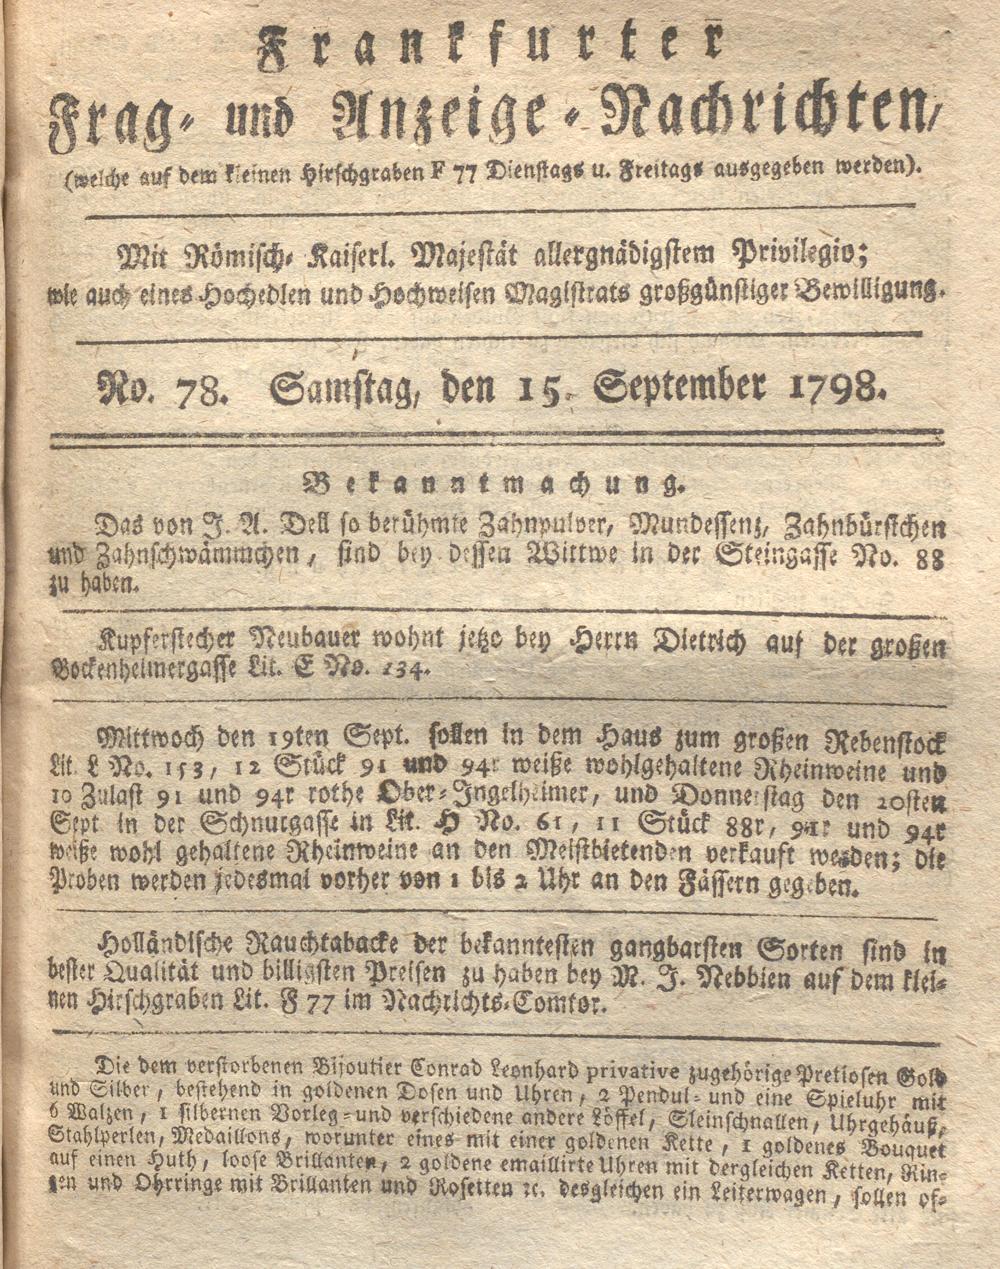 Frankfurter
Frag- und Anzeige-Nachrichten,
(welche auf dem kleinen Hirschgraben F 77 Dienstags u. Freitags ausgegeben werden).
Mit Römisch- Kaiserl. Majestät allergnädigstem Privilegio;
wie auch eines Hochedlen und Hochweisen Magistrats großgünstiger Bewilligung.
No. 78. Samstag, den 15. September 1798.
Bekanntmachung.
Das von J. A. Dell so berühmte Zahnpulver, Mundessenz, Zahnbürstchen
und Zahnschwämmchen, sind bey dessen Wittwe in der Steingasse No. 88
zu haben.
Kupferstecher Neubauer wohnt jetzo bey Herrn Dietrich auf der großen
Bockenheimergasse Lit. E No. 134.
Mittwoch den 19ten Sept. sollen in dem Haus zum großen Rebenstock
Lit. L No. 153, 12 Stück 91 und 94r weiße wohlgehaltene Rheinweine und
10 Zulast 91 und 94r rothe Ober-Ingelheimer, und Donnerstag den 20sten
Sept in der Schnurgasse in Lit. H No. 61, 11 Stück 88r, 91r und 94r
weiße wohl gehaltene Rheinweine an den Meistbietenden verkauft werden; die
Proben werden jedesmal vorher von 1 bis 2 Uhr an den Fässern gegeben.
Holländische Rauchtabacke der bekanntesten gangbarsten Sorten sind in
bester Qualität und billigsten Preisen zu haben bey M. J. Nebbien auf dem klei-
nen Hirschgraben Lit. F 77 im Nachrichts-Comtor.
Die dem verstorbenen Bijoutier Conrad Leonhard privative zugehörige Pretiosen Gold
und Silber, bestehend in goldenen Dosen und Uhren, 2 Pendul- und eine Spieluhr mit
6 Walzen, 1 silbernen Vorleg- und verschiedene andere Löffel, Steinschnallen, Uhrgehäuß,
Stahlperlen, Medaillons, worunter eines mit einer goldenen Kette, 1 goldenes Bouquet
auf einen Huth, loose Brillanten, 2 goldene emaillirte Uhren mit dergleichen Ketten, Rin-
gen und Ohrringe mit Brillanten und Rosetten ꝛc. desgleichen ein Leiterwagen, sollen of-